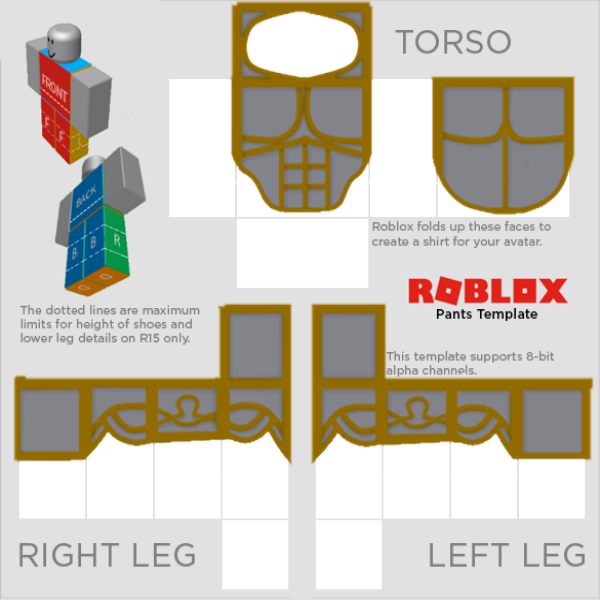 TORSO
FRONT
F F L
BACK
B B R
Roblox folds up these faces to
create a shirt for your avatar.
ROBLOX
Pants Template
The dotted lines are maximum
limits for height of shoes and
lower leg details on R15 only.
This template supports 8-bit
alpha channels.
RIGHT LEG
LEFT LEG